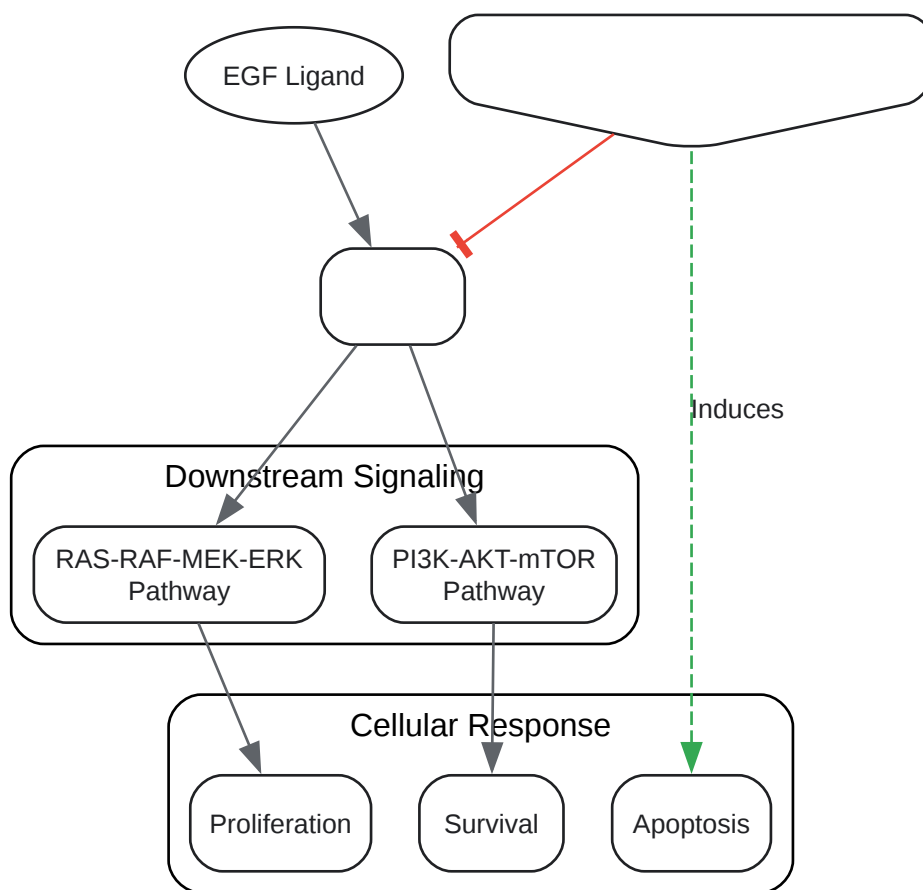 EGF Ligand
Induces
Downstream Signaling
RAS-RAF-MEK-ERK
Pathway
PI3K-AKT-mTOR
Pathway
Cellular Response
Proliferation
Survival
Apoptosis